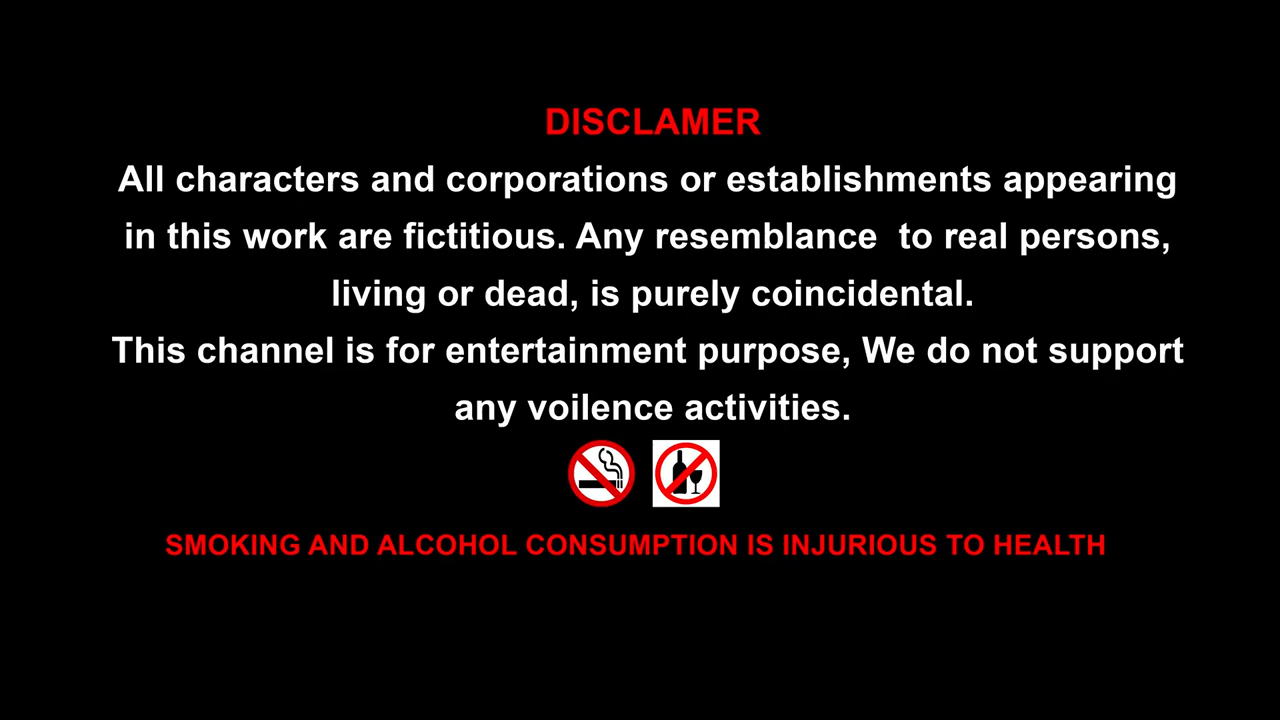 DISCLAMER
All characters and corporations or establishments appearing
in this work are fictitious. Any resemblance  to real persons,
living or dead, is purely coincidental.
This channel is for entertainment purpose, We do not support
any voilence activities.
SMOKING AND ALCOHOL CONSUMPTION IS INJURIOUS TO HEALTH